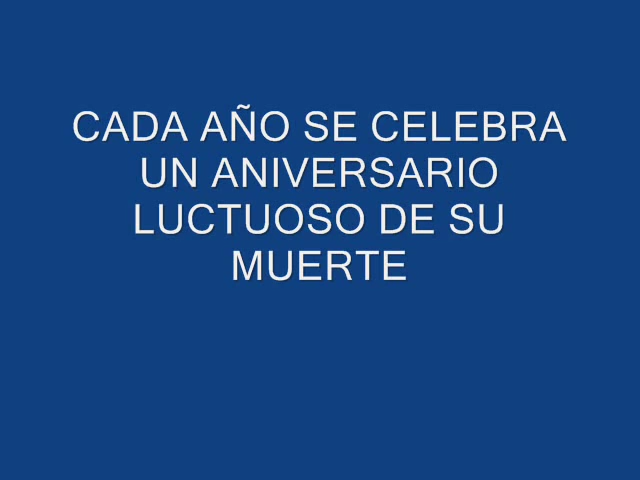 CADA AÑO SE CELEBRA
UN ANIVERSARIO
LUCTUOSO DE SU
MUERTE